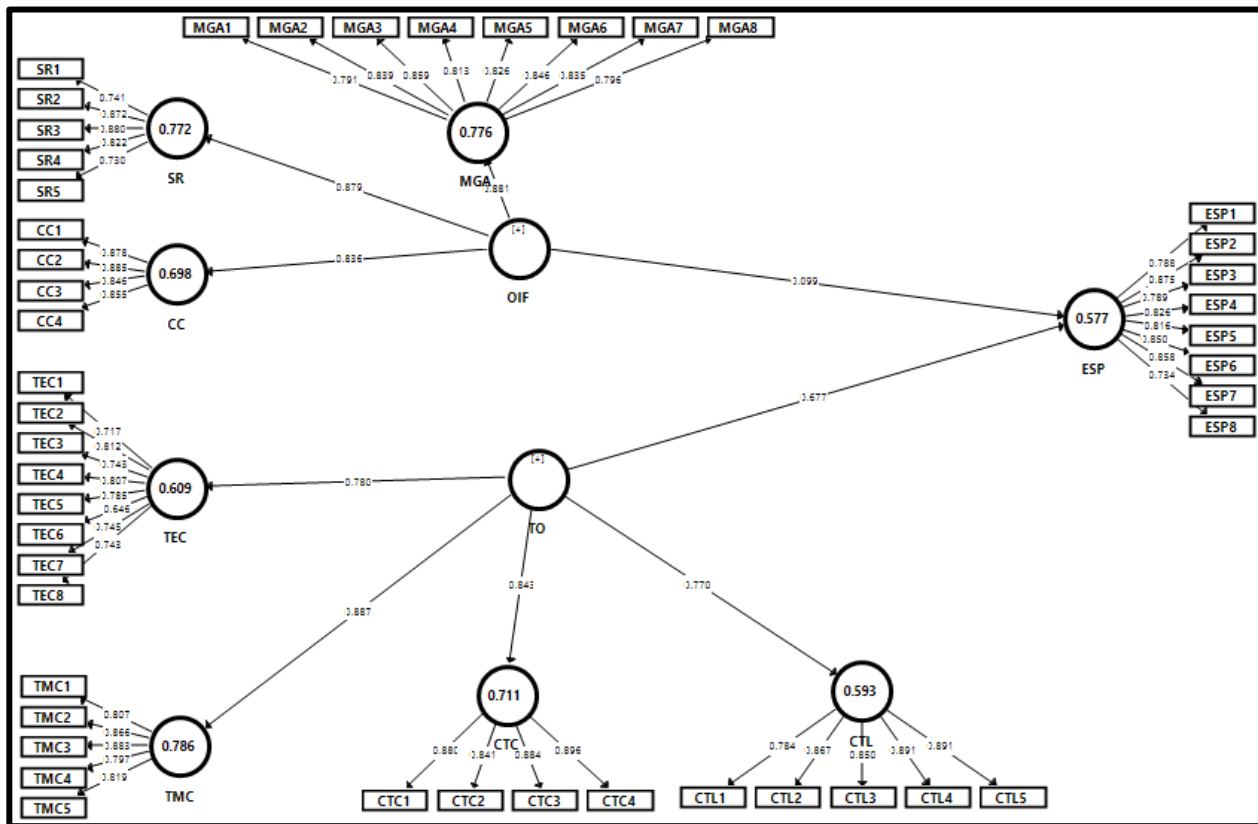 MGA1 MGA2 MGA3 MGA4 MGA5 MGA6 MGA7 MGA8
0.791 0.839 0.859 0.813 0.826 0.846 0.835 0.796
0.776
MGA
0.881
SR1
SR2
SR3
SR4
SR5
0.741
0.872
0.880
0.822
0.730
0.772
SR
0.879
CC1
CC2
CC3
CC4
0.878
0.885
0.846
0.855
0.698
CC
0.836
[+]
OIF
0.099
ESP1
ESP2
ESP3
ESP4
ESP5
ESP6
ESP7
ESP8
0.788
0.875
0.789
0.826
0.816
0.850
0.858
0.734
0.577
ESP
0.677
TEC1
TEC2
TEC3
TEC4
TEC5
TEC6
TEC7
TEC8
0.717
0.812
0.743
0.807
0.785
0.646
0.745
0.743
0.609
TEC
0.780
[+]
TO
0.887
0.843
0.770
TMC1
TMC2
TMC3
TMC4
TMC5
0.807
0.866
0.883
0.797
0.819
0.786
TMC
0.711
CTC
0.880 0.841 0.884 0.896
CTC1 CTC2 CTC3 CTC4
0.593
CTL
0.784 0.867 0.850 0.891 0.891
CTL1 CTL2 CTL3 CTL4 CTL5